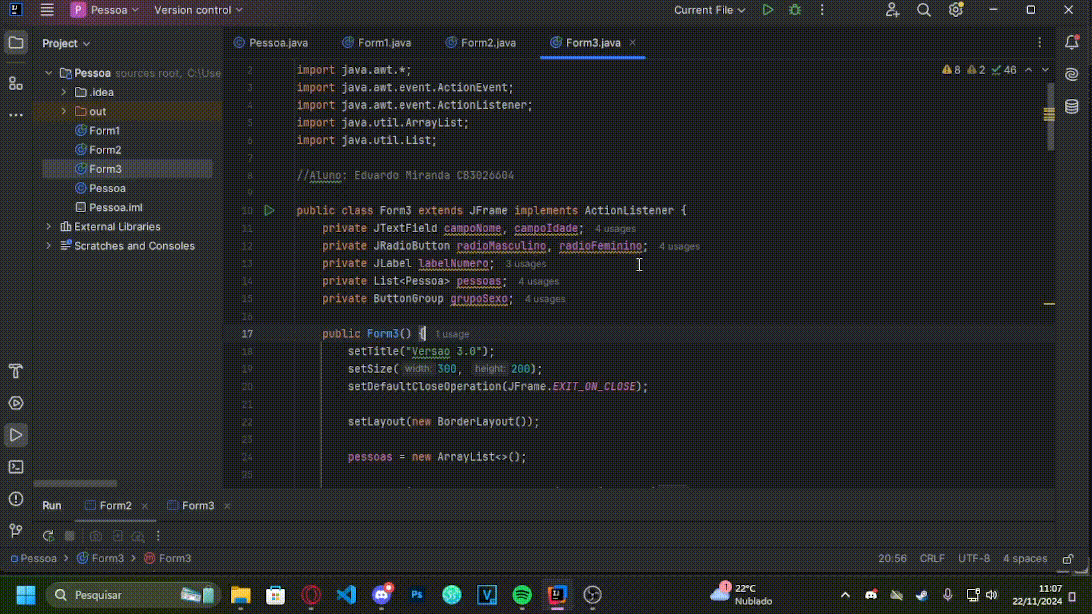 Pessoa
Version control
Current File
Project
Pessoa.java
Form1.java
Form2.java
Form3.java
Pessoa sources root, C:\Use
.idea
out
Form1
Form2
Form3
Pessoa
Pessoa.iml
External Libraries
Scratches and Consoles
8 2 46
2 import java.awt.*;
3 import java.awt.event.ActionEvent;
4 import java.awt.event.ActionListener;
5 import java.util.ArrayList;
6 import java.util.List;
7
8 //Aluno: Eduardo Miranda CB3026604
9
10 public class Form3 extends JFrame implements ActionListener {
11 private JTextField campoNome, campoIdade; 4 usages
12 private JRadioButton radioMasculino, radioFeminino; 4 usages
13 private JLabel labelNumero; 3 usages
14 private List<Pessoa> pessoas; 4 usages
15 private ButtonGroup grupoSexo; 4 usages
16
17 public Form3() { 1 usage
18 setTitle("Versao 3.0");
19 setSize( width: 300, height: 200);
20 setDefaultCloseOperation(JFrame.EXIT_ON_CLOSE);
21
22 setLayout(new BorderLayout());
23
24 pessoas = new ArrayList<>();
25
Run
Form2
Form3
Pessoa > Form3 > Form3
20:56 CRLF UTF-8 4 spaces
Pesquisar
22°C
Nublado
11:07
22/11/2024